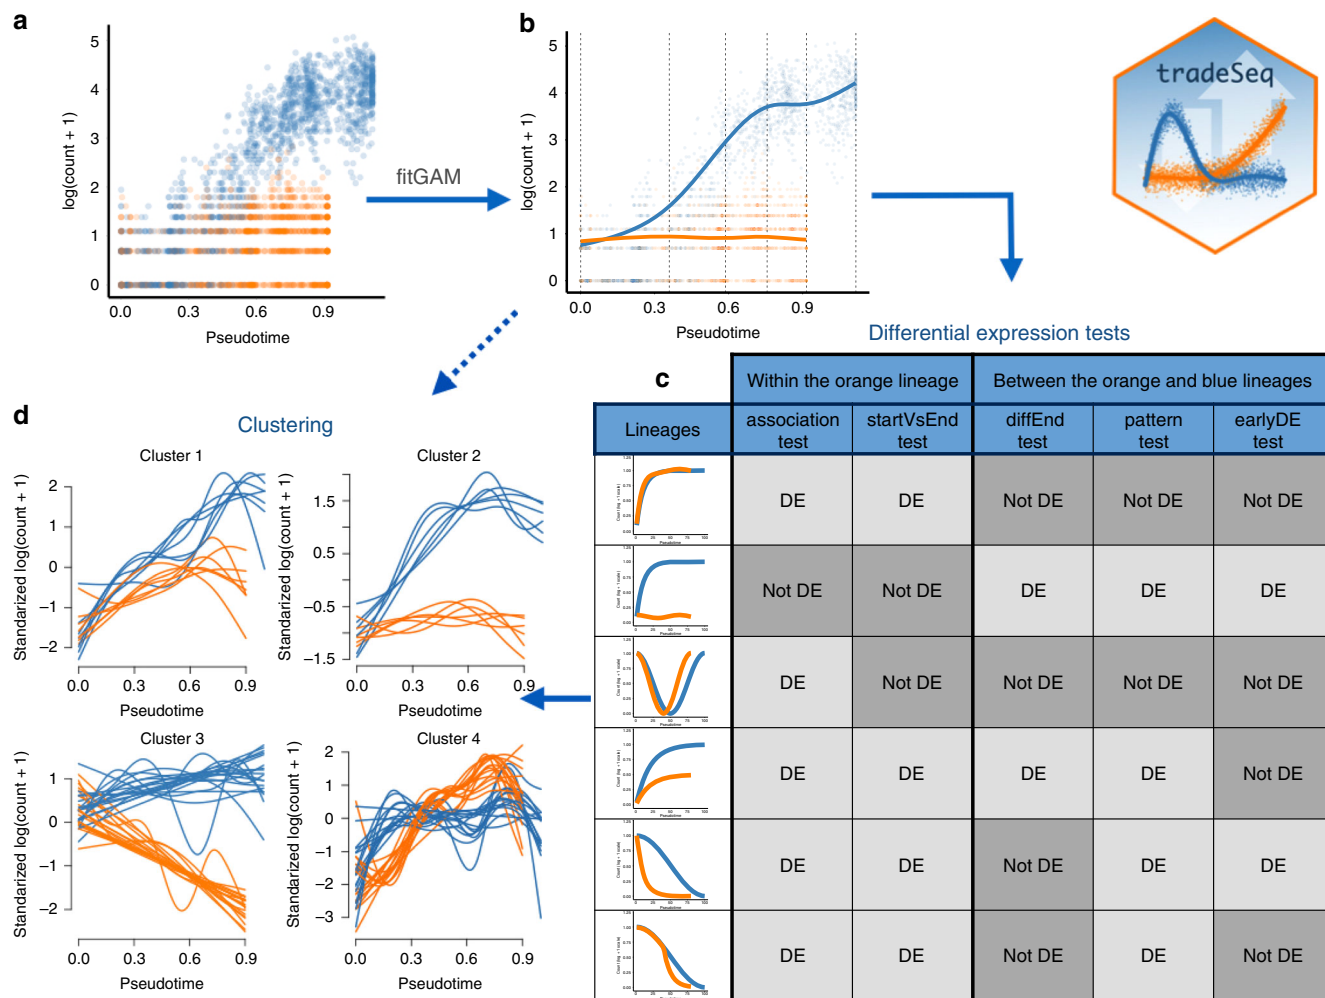 a
log(count + 1)
5
4
3
2
1
0
0.0 0.3 0.6 0.9
Pseudotime
fitGAM
b
log(count + 1)
5
4
3
2
1
0
0.0 0.3 0.6 0.9
Pseudotime
tradeSeq
Differential expression tests
c
Within the orange lineage
Between the orange and blue lineages
Lineages
association test
startVsEnd test
diffEnd test
pattern test
earlyDE test
DE DE Not DE Not DE Not DE
Not DE Not DE DE DE DE
DE Not DE Not DE Not DE Not DE
DE DE DE DE Not DE
DE DE Not DE DE DE
DE DE Not DE DE Not DE
d
Clustering
Cluster 1
Standarized log(count + 1)
2
1
0
−1
−2
0.0 0.3 0.6 0.9
Pseudotime
Cluster 2
Standarized log(count + 1)
1.5
0.5
−0.5
−1.5
0.0 0.3 0.6 0.9
Pseudotime
Cluster 3
Standarized log(count + 1)
1
0
−1
−2
0.0 0.3 0.6 0.9
Pseudotime
Cluster 4
Standarized log(count + 1)
2
1
0
−1
−2
−3
0.0 0.3 0.6 0.9
Pseudotime